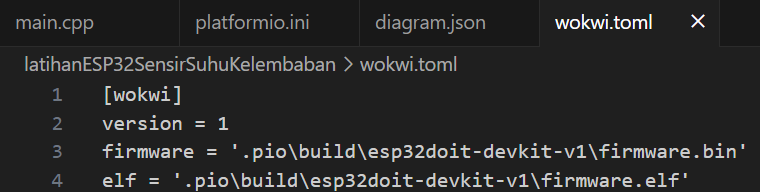 main.cpp platformio.ini diagram.json wokwi.toml ×
latihanESP32SensirSuhuKelembaban > wokwi.toml
1 [wokwi]
2 version = 1
3 firmware = '.pio\build\esp32doit-devkit-v1\firmware.bin'
4 elf = '.pio\build\esp32doit-devkit-v1\firmware.elf'